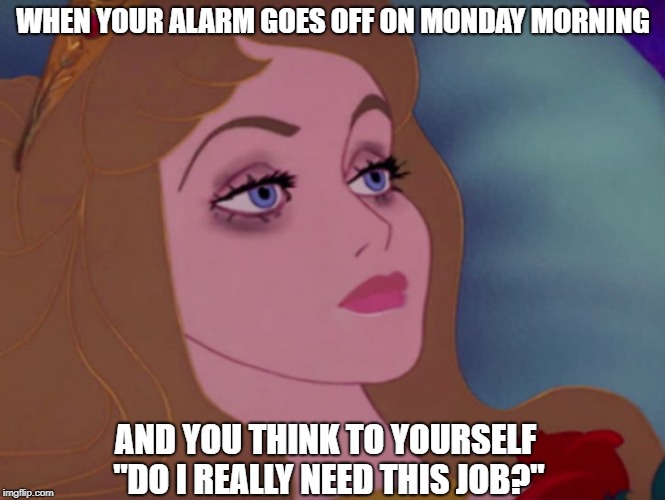 WHEN YOUR ALARM GOES OFF ON MONDAY MORNING
AND YOU THINK TO YOURSELF
"DO I REALLY NEED THIS JOB?"
imgflip.com